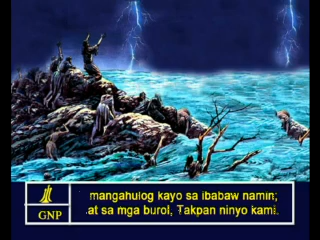 mangahulog kayo sa ibabaw namin;
at sa mga burol, Takpan ninyo kami.
GNP